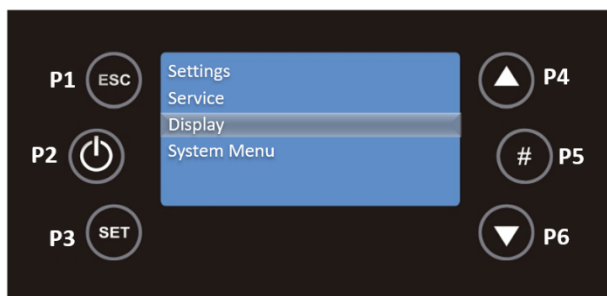 P1 ESC
Settings
Service
Display
System Menu
P4
P2
# P5
P3 SET
P6